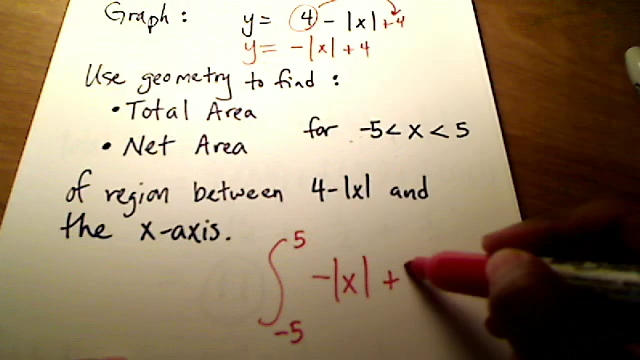 Graph: y = 4 - |x| + 4
y = -|x| + 4
Use geometry to find:
• Total Area
for -5 < x < 5
• Net Area
of region between 4-|x| and
the x-axis.
∫_{-5}^{5} -|x| +